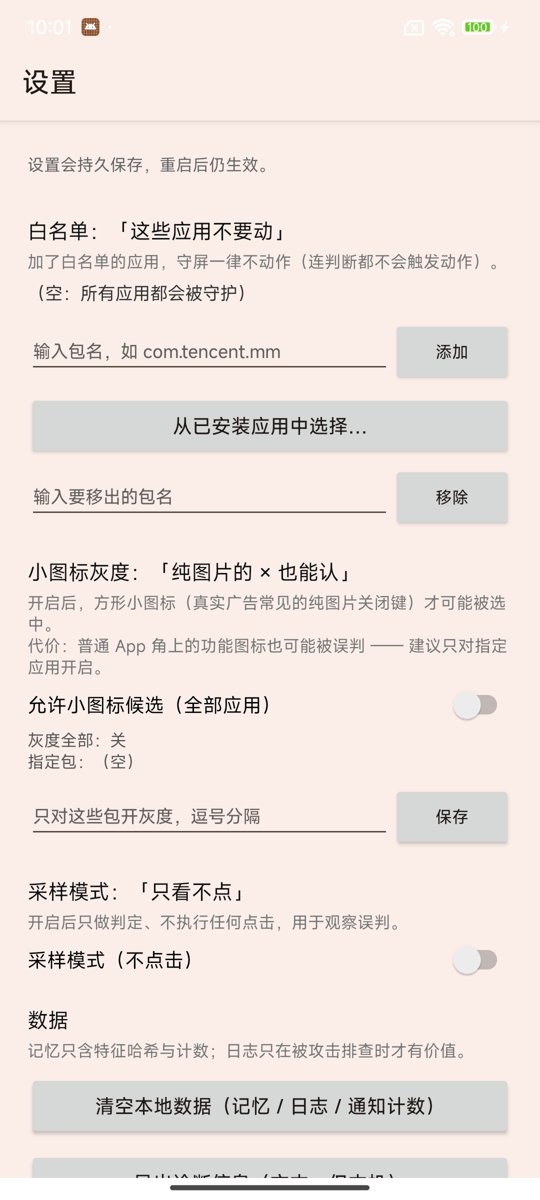 10:01
100
设置
设置会持久保存，重启后仍生效。
白名单：「这些应用不要动」
加了白名单的应用，守屏一律不动作（连判断都不会触发动作）。
（空：所有应用都会被守护）
输入包名，如 com.tencent.mm
添加
从已安装应用中选择...
输入要移出的包名
移除
小图标灰度：「纯图片的 × 也能认」
开启后，方形小图标（真实广告常见的纯图片关闭键）才可能被选
中。
代价：普通 App 角上的功能图标也可能被误判 —— 建议只对指定
应用开启。
允许小图标候选（全部应用）
灰度全部：关
指定包：（空）
只对这些包开灰度，逗号分隔
保存
采样模式：「只看不点」
开启后只做判定、不执行任何点击，用于观察误判。
采样模式（不点击）
数据
记忆只含特征哈希与计数；日志只在被攻击排查时才有价值。
清空本地数据（记忆 / 日志 / 通知计数）